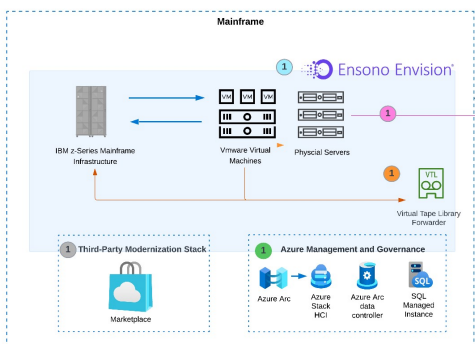 Mainframe
1
Ensono Envision
VM VM VM
1
IBM z-Series Mainframe
Infrastructure
Vmware Virtual
Machines
Physcial Servers
1
VTL
Virtual Tape Library
Forwarder
1 Third-Party Modernization Stack
1 Azure Management and Governance
Marketplace
SQL
Azure Arc
Azure
Stack
HCI
Azure Arc
data
controller
SQL
Managed
Instance